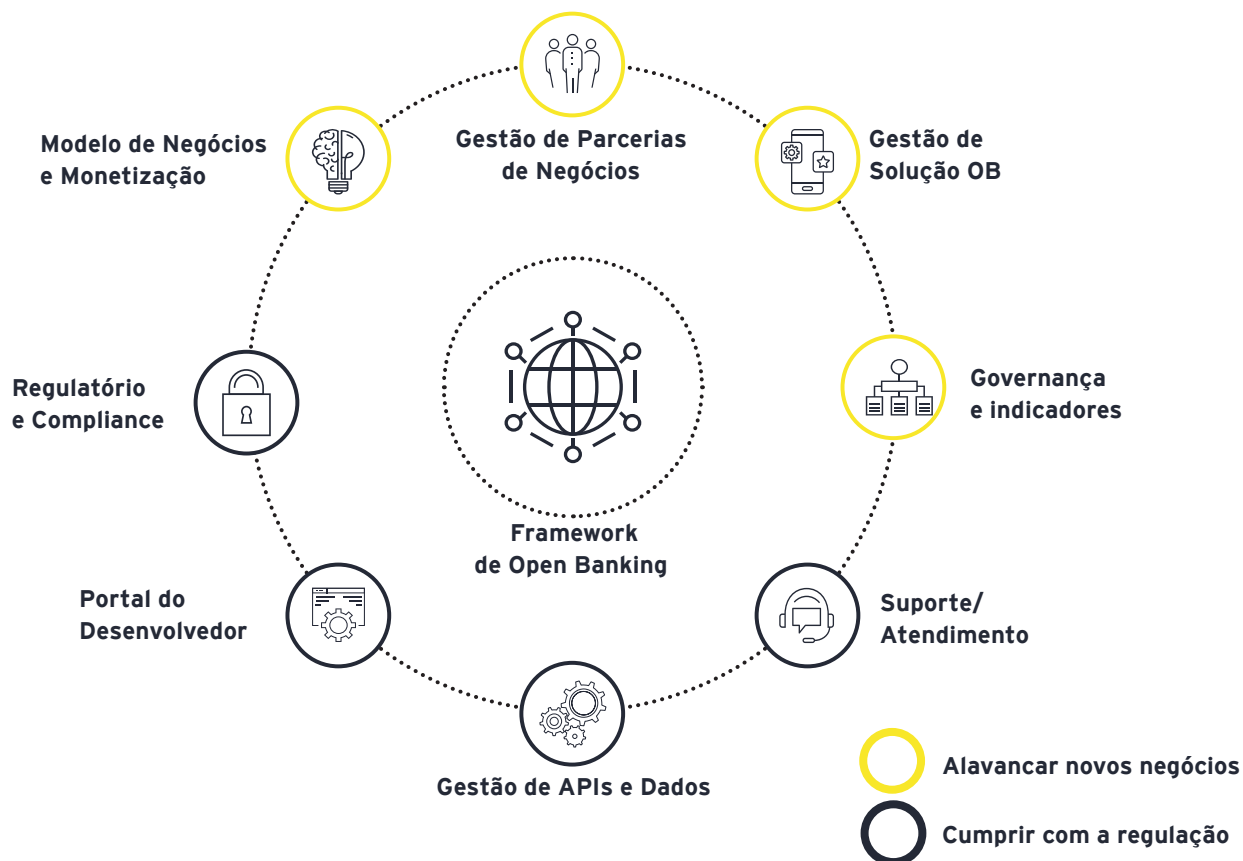 Gestão de Parcerias
de Negócios
Modelo de Negócios
e Monetização
Gestão de
Solução OB
Regulatório
e Compliance
Governança
e indicadores
Framework
de Open Banking
Portal do
Desenvolvedor
Suporte/
Atendimento
Gestão de APIs e Dados
Alavancar novos negócios
Cumprir com a regulação